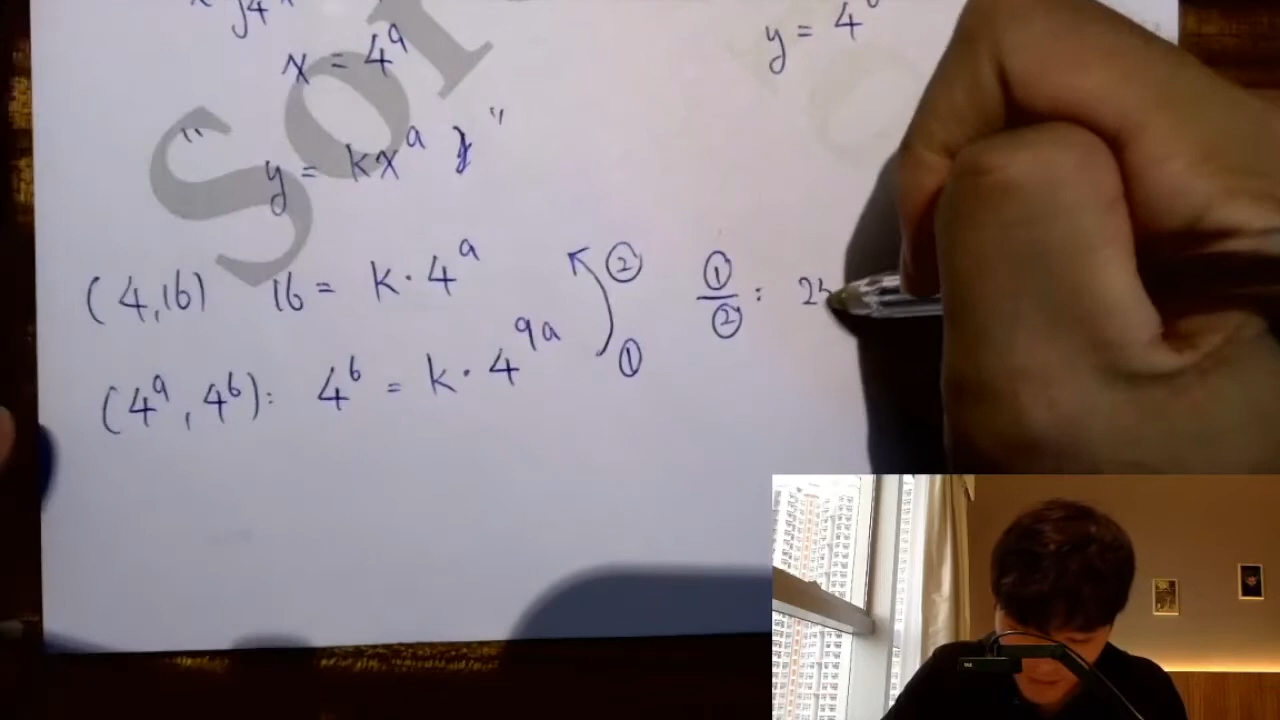 x = 4^a
y = 4^6
" y = kx^a "
(4,16) 16 = k · 4^a ②
①/② :
(4^9, 4^6): 4^6 = k · 4^9a ①
Sor